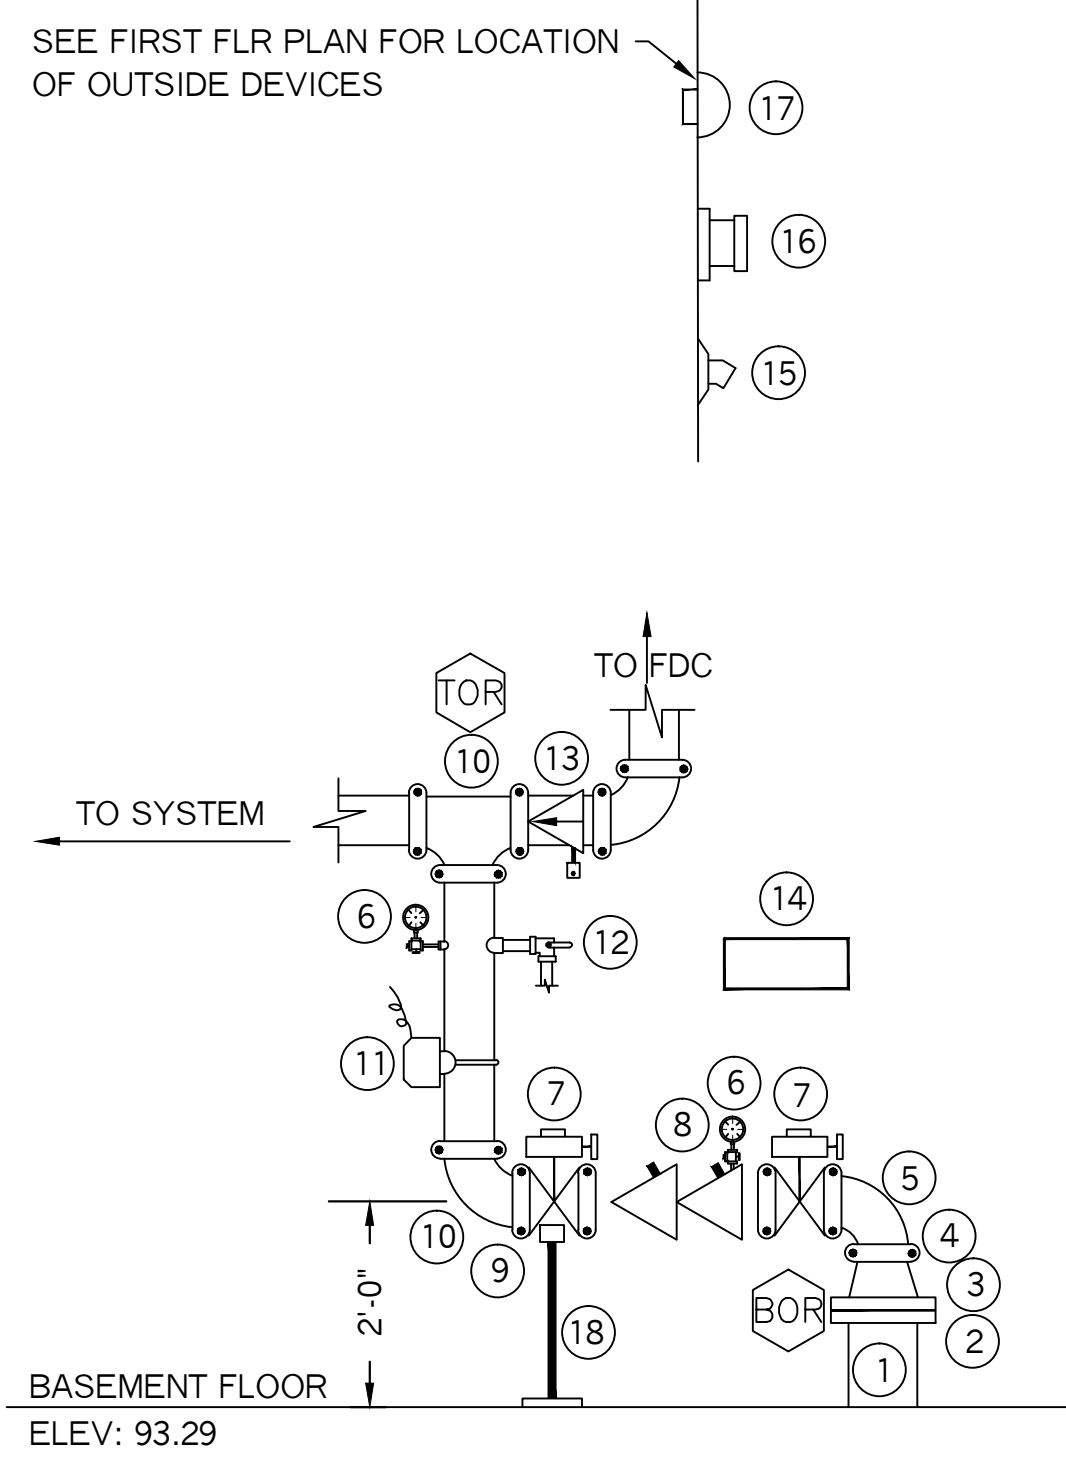 SEE FIRST FLR PLAN FOR LOCATION
OF OUTSIDE DEVICES
17
16
15
TO FDC
TOR
10
13
TO SYSTEM
6
12
14
11
7
8
6
7
5
10
9
4
3
BOR
2
18
1
2'-0"
BASEMENT FLOOR
ELEV: 93.29